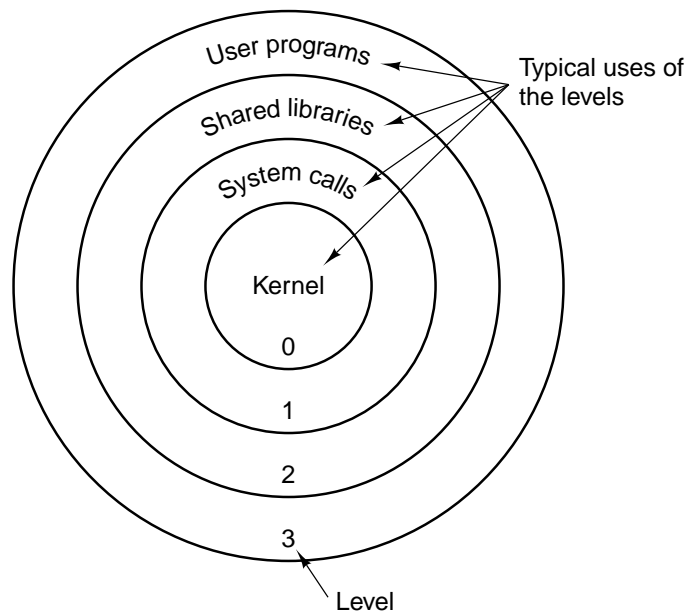 User programs
Typical uses of
the levels
Shared libraries
System calls
Kernel
0
1
2
3
Level